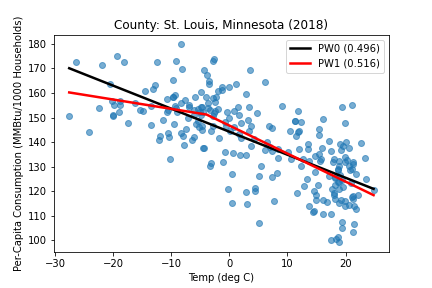 County: St. Louis, Minnesota (2018)
Per-Capita Consumption (MMBtu/1000 Households)
180
170
160
150
140
130
120
110
100
PW0 (0.496)
PW1 (0.516)
−30 −20 −10 0 10 20
Temp (deg C)